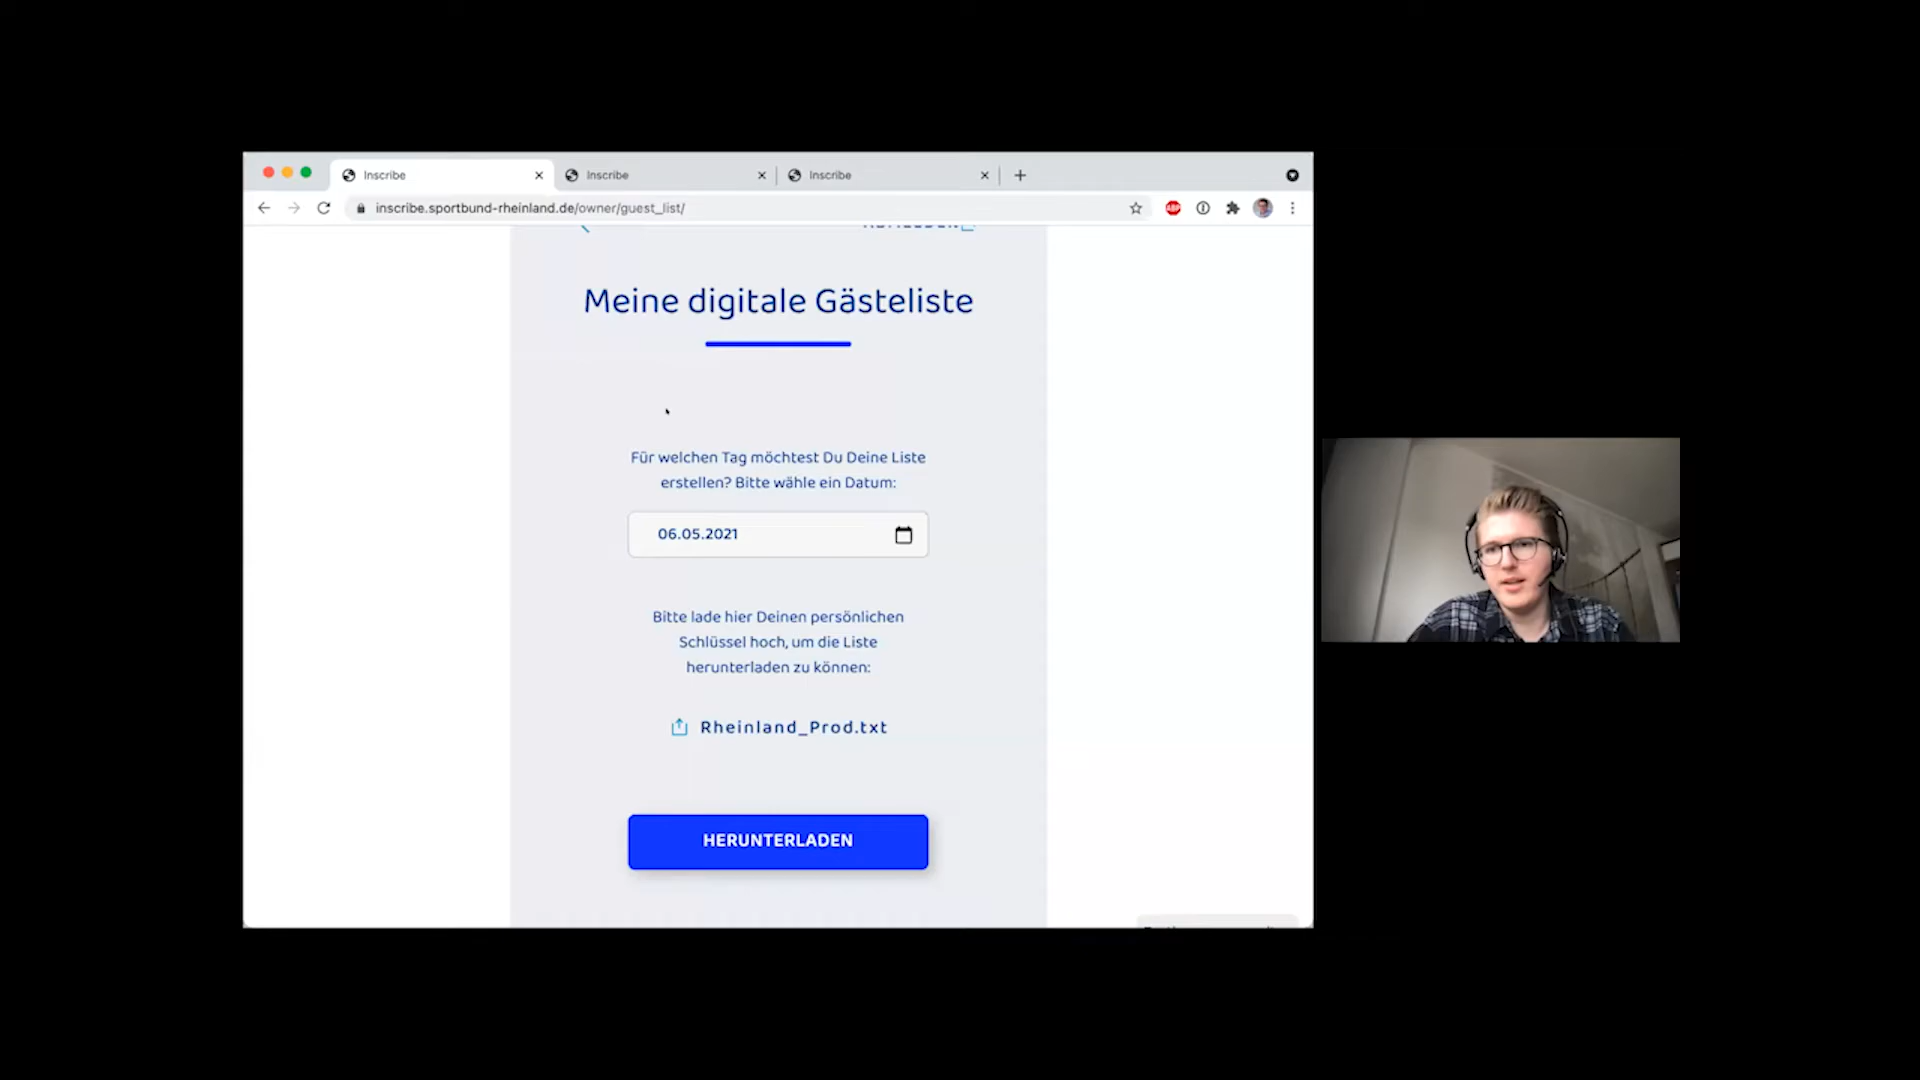 Inscribe
Inscribe
Inscribe
inscribe.sportbund-rheinland.de/owner/guest_list/
ABP
Meine digitale Gästeliste
Für welchen Tag möchtest Du Deine Liste
erstellen? Bitte wähle ein Datum:
06.05.2021
Bitte lade hier Deinen persönlichen
Schlüssel hoch, um die Liste
herunterladen zu können:
Rheinland_Prod.txt
HERUNTERLADEN